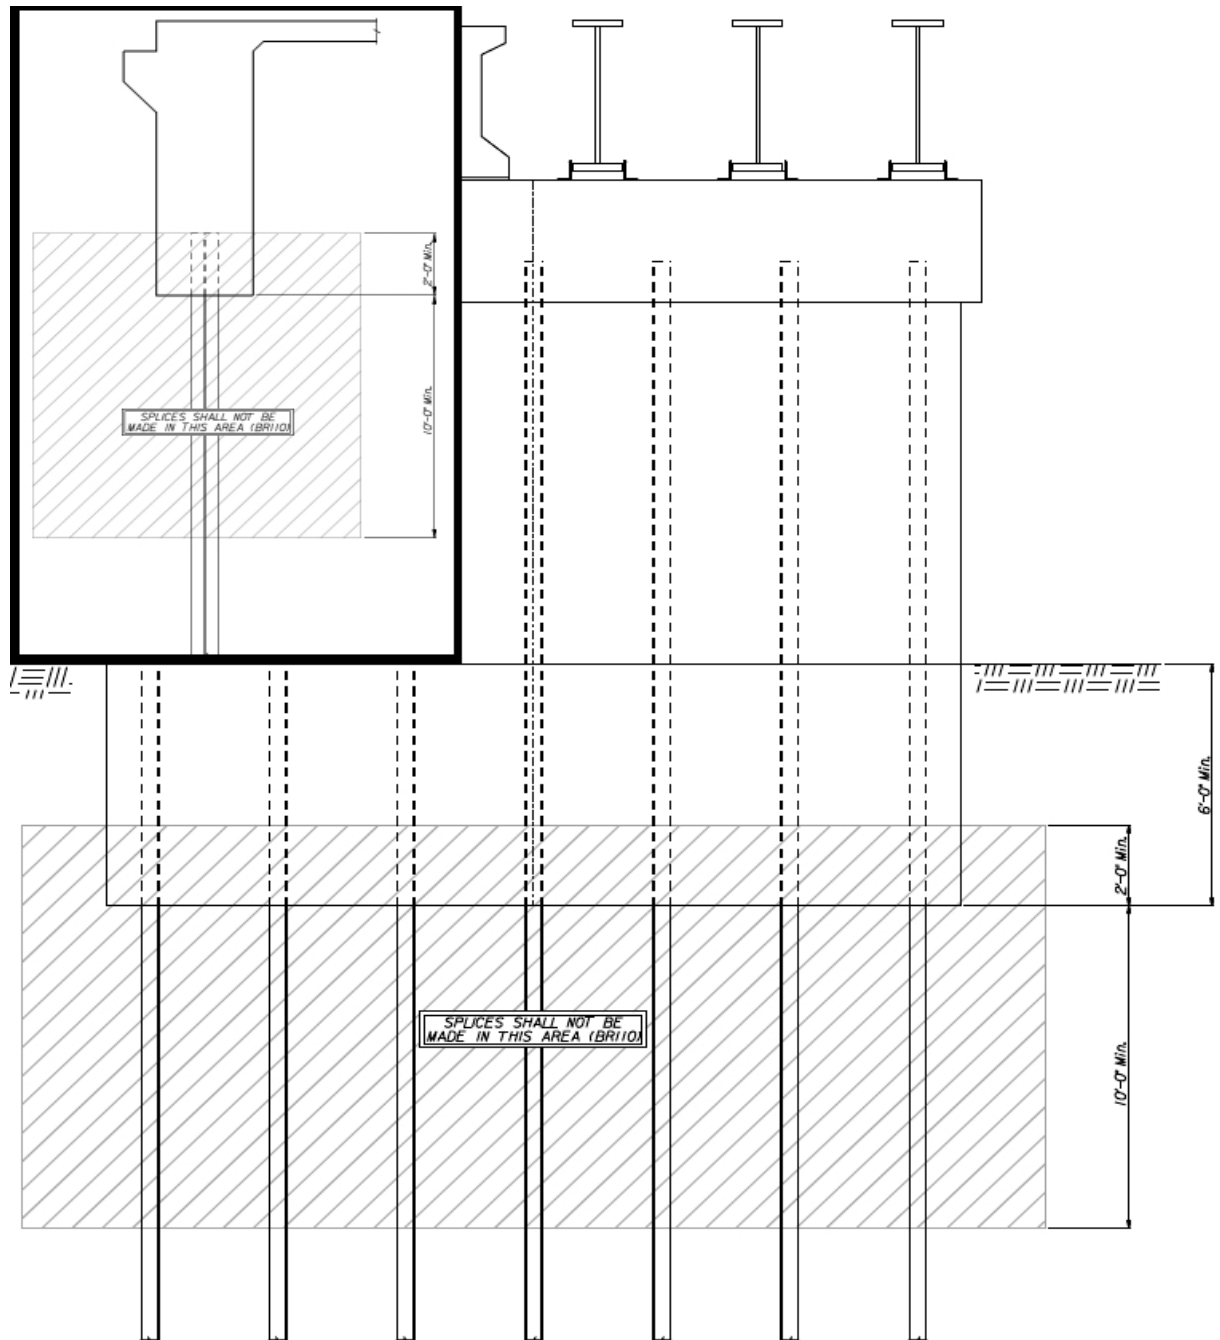 2'-0" Min.
10'-0" Min.
SPLICES SHALL NOT BE
MADE IN THIS AREA (BR110)
6'-0" Min.
2'-0" Min.
SPLICES SHALL NOT BE
MADE IN THIS AREA (BR110)
10'-0" Min.